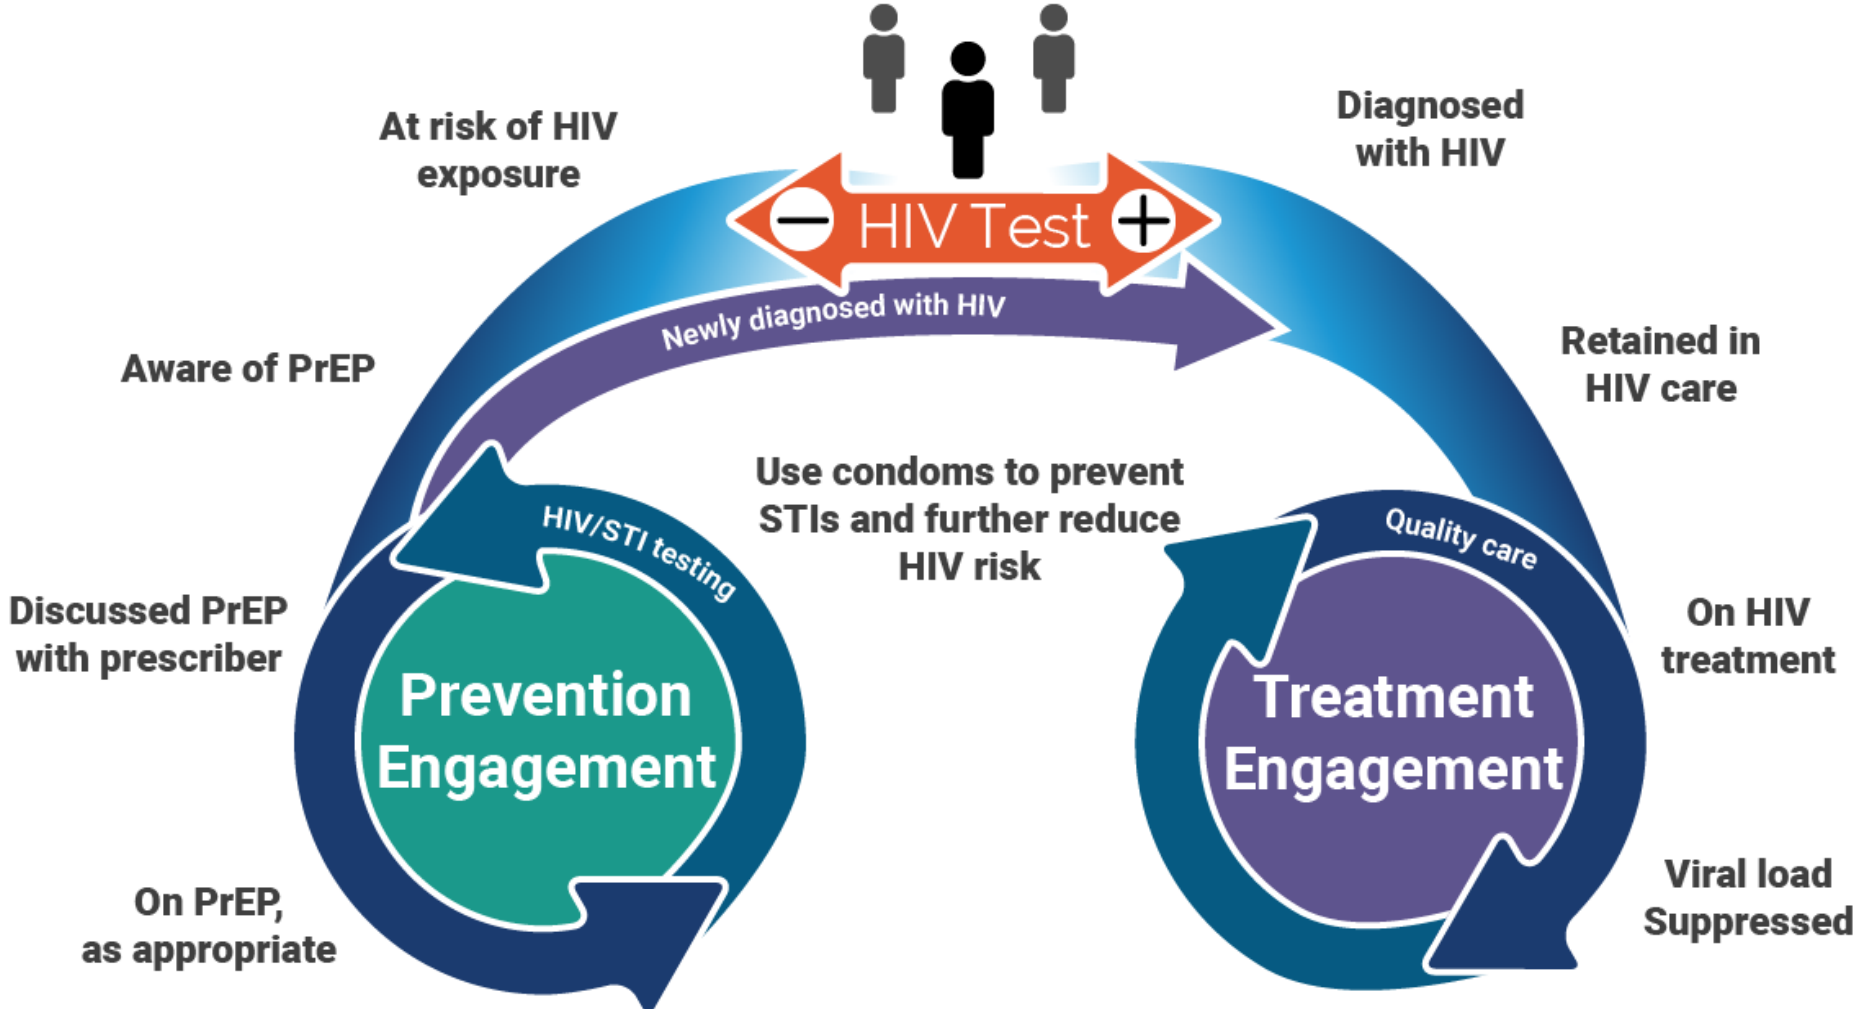 At risk of HIV
exposure
Diagnosed
with HIV
HIV Test
Newly diagnosed with HIV
Aware of PrEP
Retained in
HIV care
Use condoms to prevent
STIs and further reduce
HIV risk
HIV/STI testing
Quality care
Discussed PrEP
with prescriber
On HIV
treatment
Prevention
Engagement
Treatment
Engagement
On PrEP,
as appropriate
Viral load
Suppressed